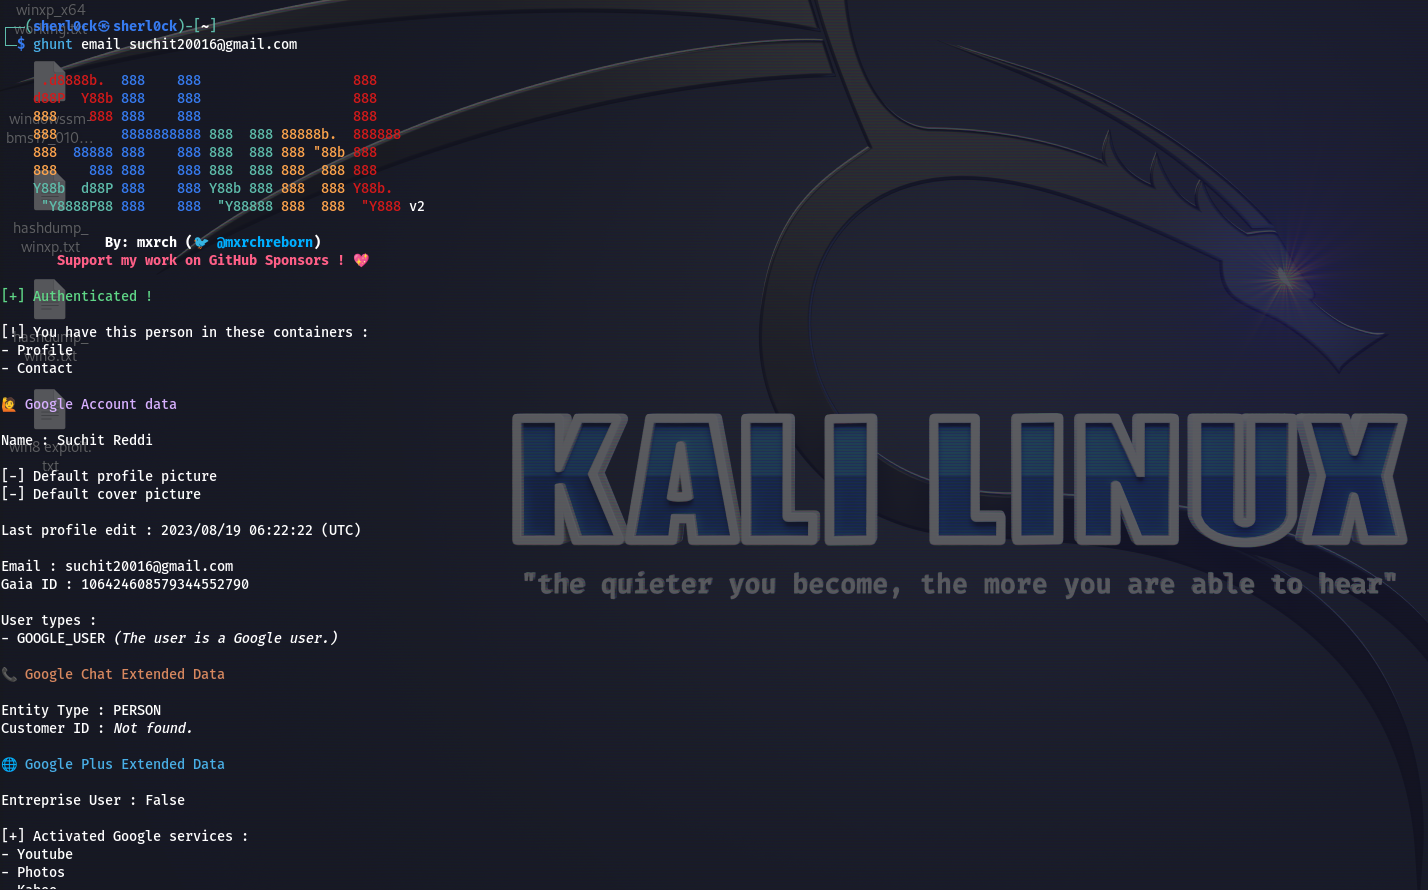 winxp_x64
working.txt
┌──(sherl0ck㉿sherl0ck)-[~]
└─$ ghunt email suchit20016@gmail.com
.d8888b.  888    888                   888
d88P  Y88b 888    888                   888
888    888 888    888                   888
888        8888888888 888  888 88888b.  888888
888  88888 888    888 888  888 888 "88b 888
888    888 888    888 888  888 888  888 888
Y88b  d88P 888    888 Y88b 888 888  888 Y88b.
"Y8888P88 888    888  "Y88888 888  888  "Y888 v2
windowssm-
bms17_010...
hashdump_
winxp.txt
By: mxrch (🐦 @mxrchreborn)
Support my work on GitHub Sponsors ! 💖
[+] Authenticated !
[!] You have this person in these containers :
- Profile
- Contact
hashdump_
win8.txt
🙋 Google Account data
Name : Suchit Reddi
win8 exploit.
txt
[-] Default profile picture
[-] Default cover picture
Last profile edit : 2023/08/19 06:22:22 (UTC)
Email : suchit20016@gmail.com
Gaia ID : 106424608579344552790
User types :
- GOOGLE_USER (The user is a Google user.)
📞 Google Chat Extended Data
Entity Type : PERSON
Customer ID : Not found.
🌐 Google Plus Extended Data
Entreprise User : False
[+] Activated Google services :
- Youtube
- Photos
KALI LINUX
"the quieter you become, the more you are able to hear"